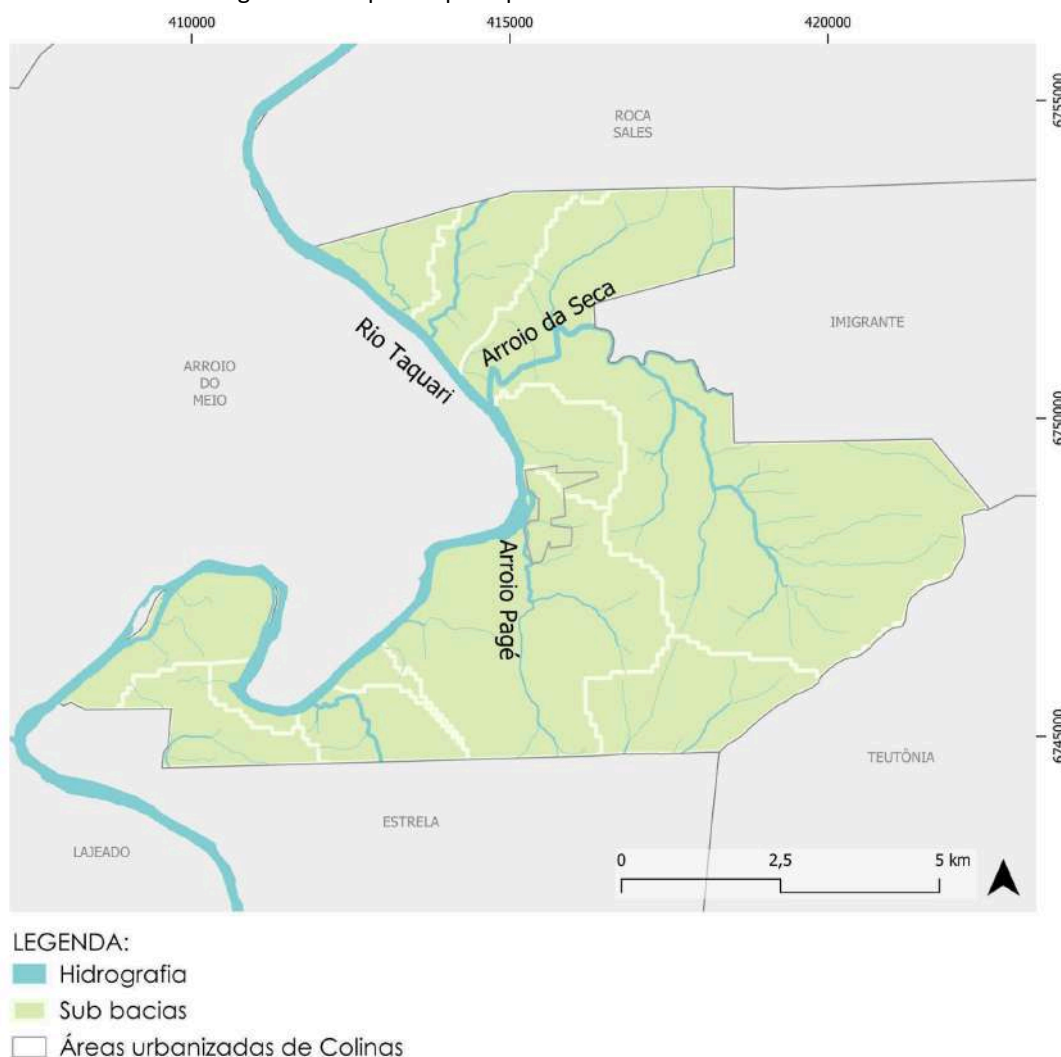 410000
415000
420000
6755000
ROCA
SALES
Arroio da Seca
IMIGRANTE
Rio Taquari
ARROIO
DO
MEIO
6750000
Arroio Pagé
6745000
TEUTÔNIA
ESTRELA
LAJEADO
0
2,5
5 km
LEGENDA:
Hidrografia
Sub bacias
Áreas urbanizadas de Colinas